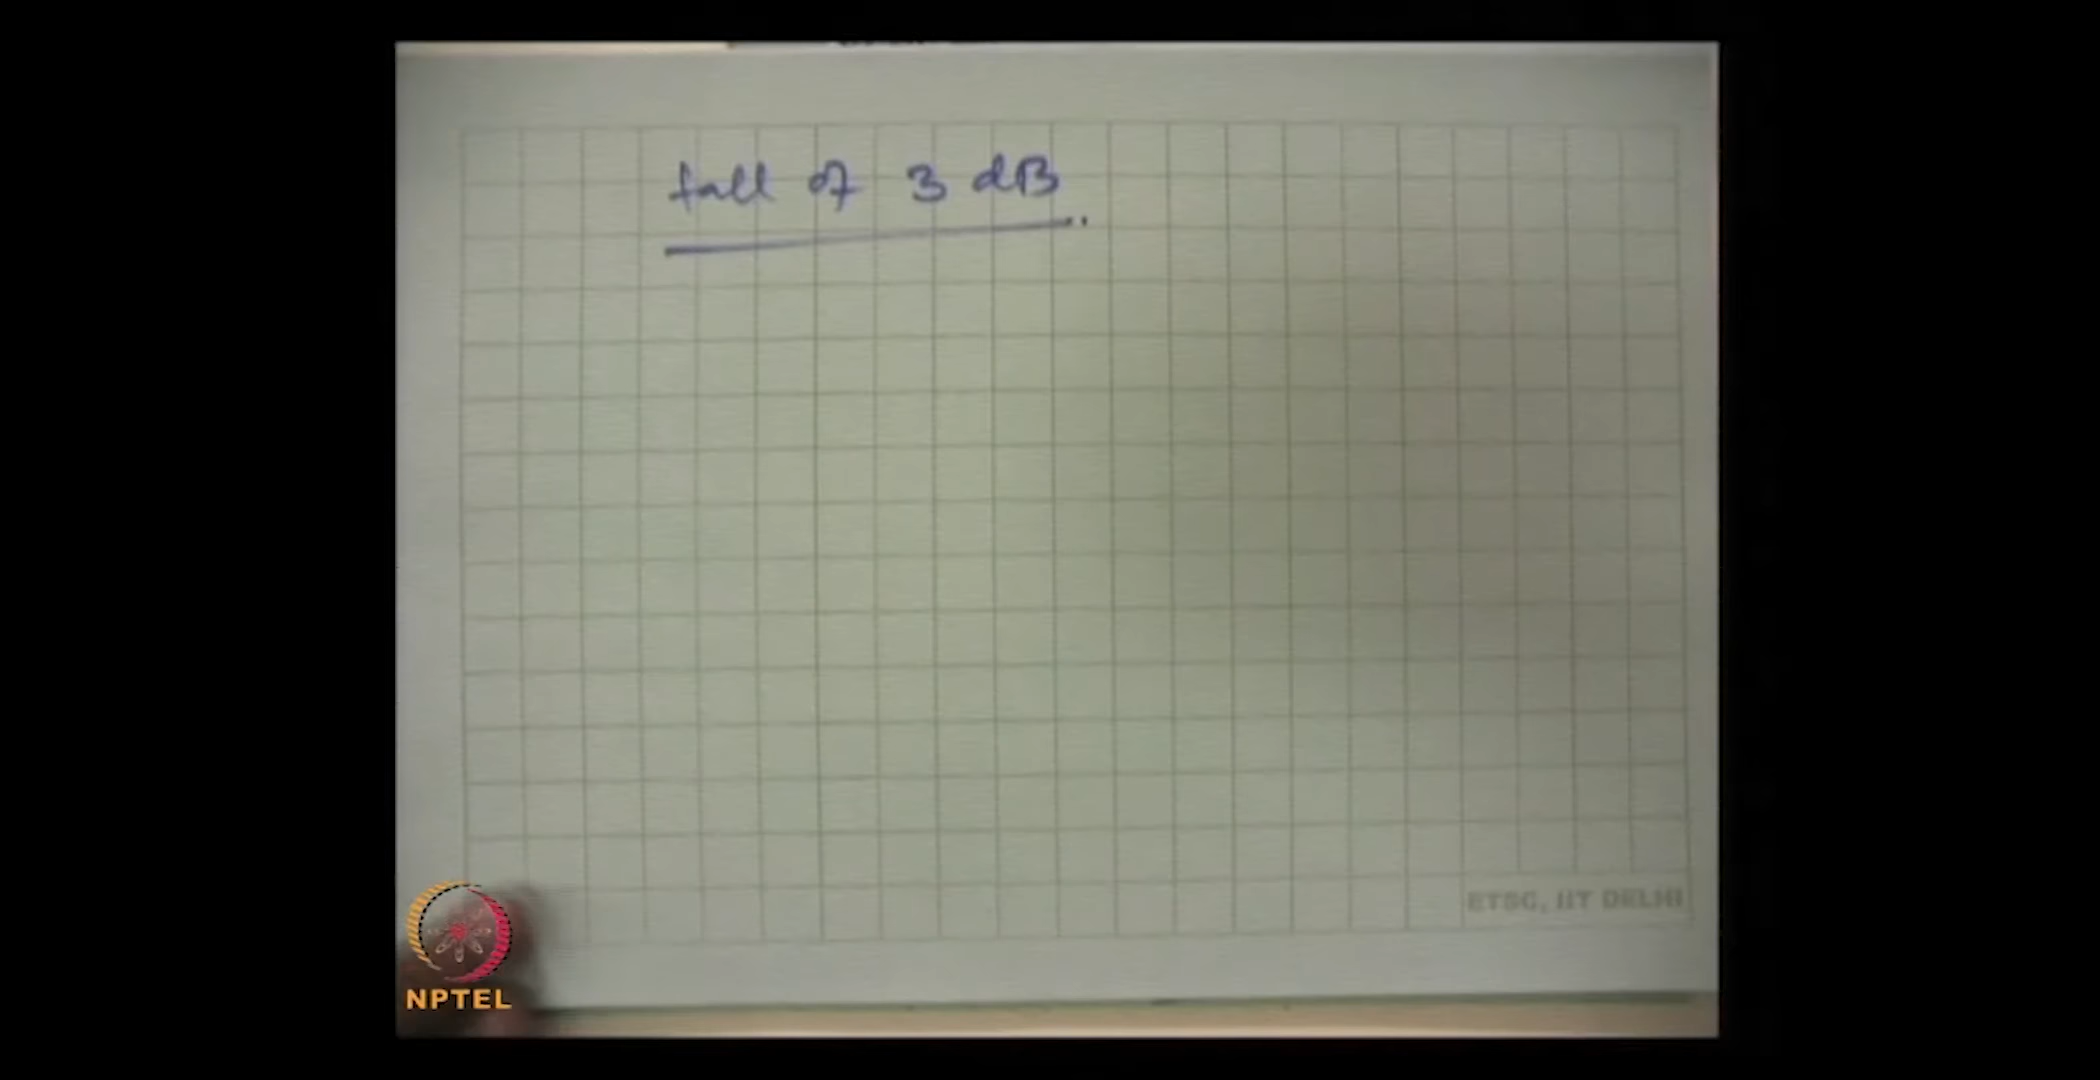 fall of 3 dB.
ETSC, IIT DELHI
NPTEL